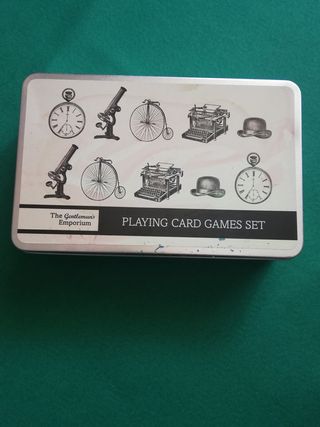 The Gentleman's
Emporium
PLAYING CARD GAMES SET